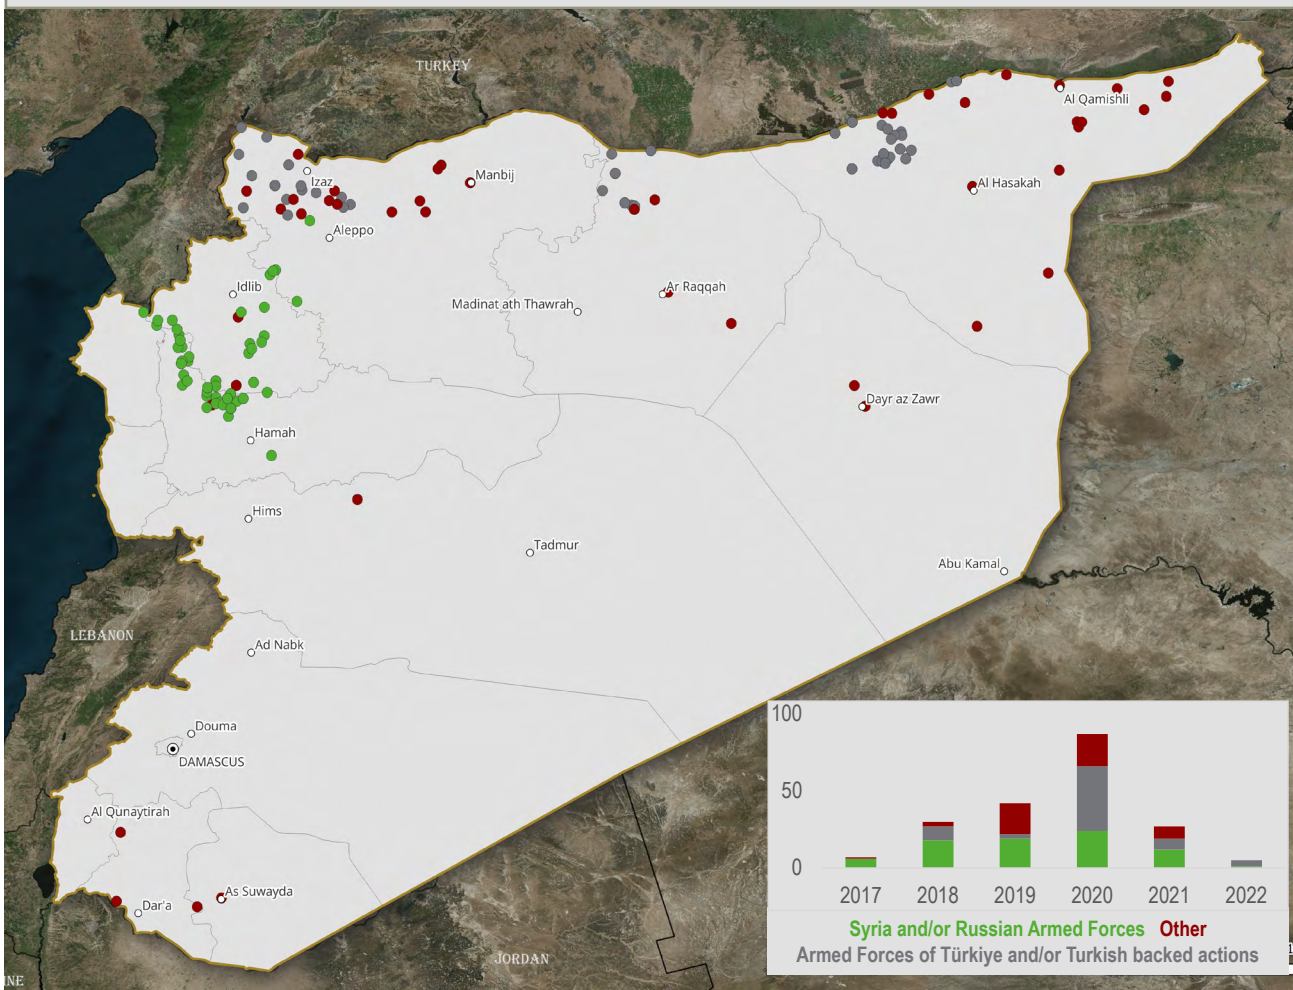 TURKEY
Al Qamishli
Izaz
Manbij
Al Hasakah
Aleppo
Idlib
Madinat ath Thawrah
Ar Raqqah
Dayr az Zawr
Hamah
Hims
Tadmur
Abu Kamal
LEBANON
Ad Nabk
Douma
DAMASCUS
Al Qunaytirah
As Suwayda
Dar'a
JORDAN
INE
100
50
0
2017 2018 2019 2020 2021 2022
Syria and/or Russian Armed Forces Other
Armed Forces of Türkiye and/or Turkish backed actions